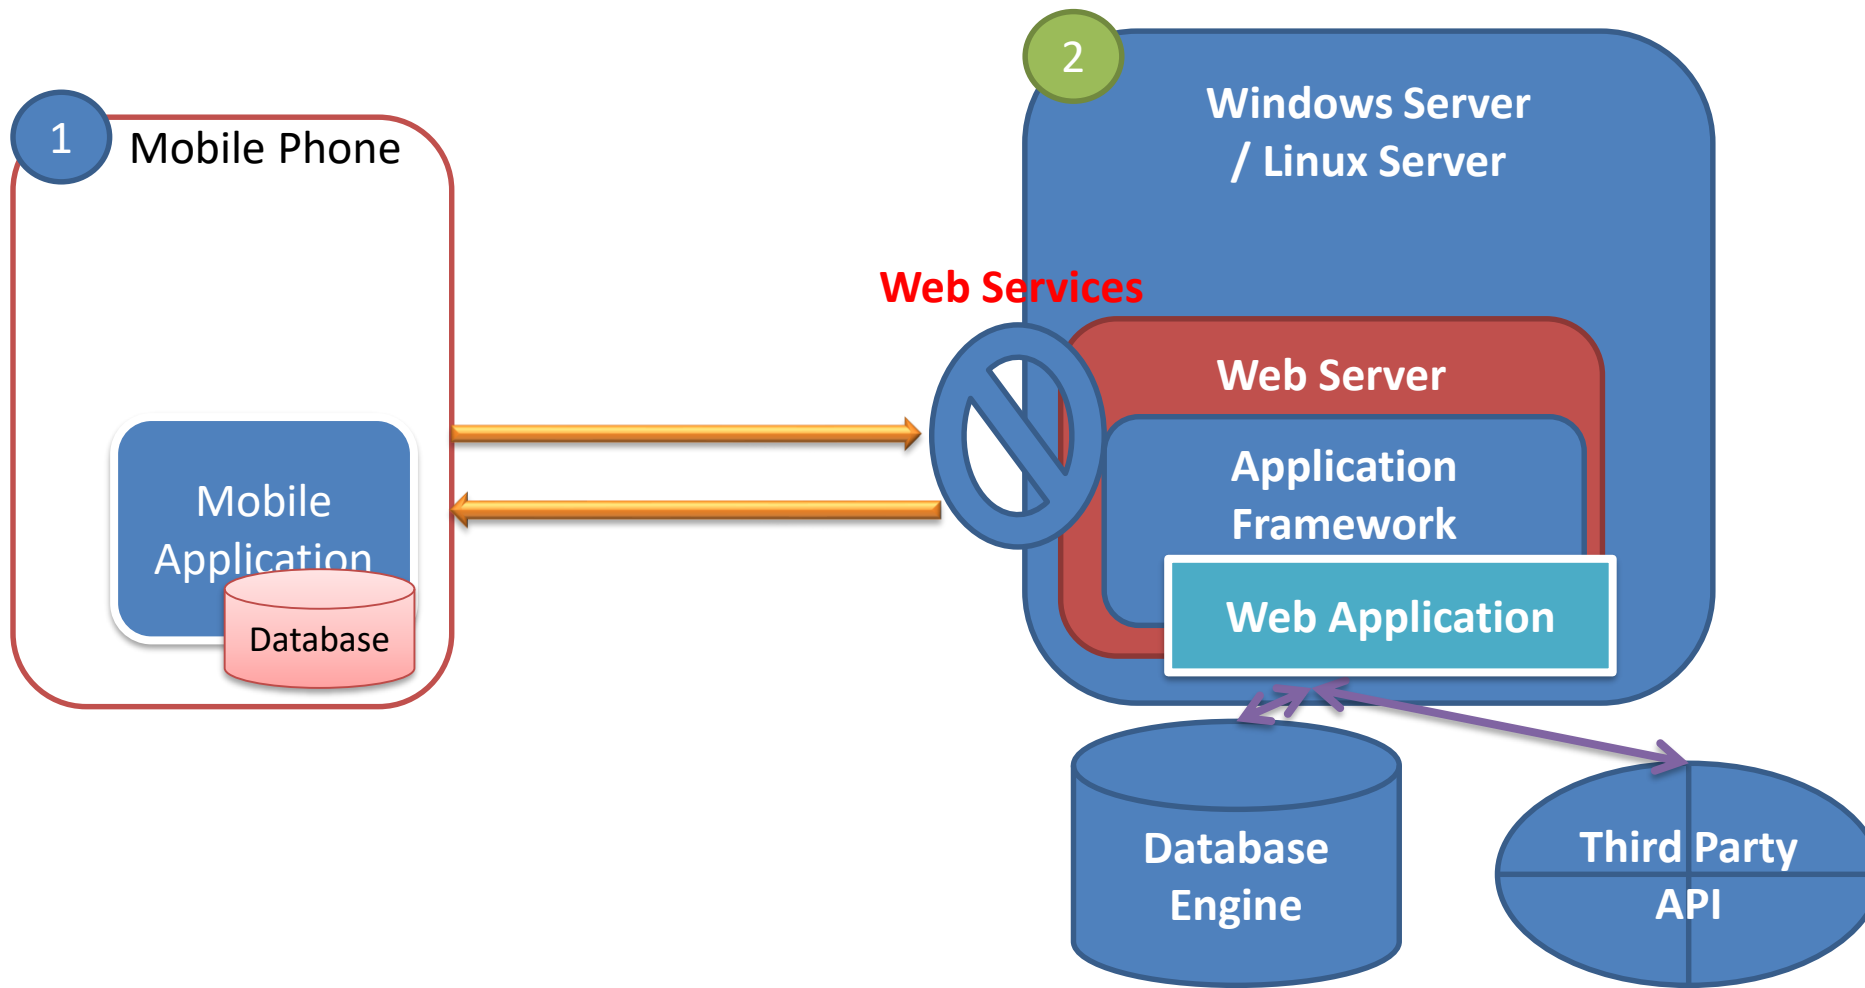 1
Mobile Phone
Mobile
Application
Database
2
Windows Server
/ Linux Server
Web Services
Web Server
Application
Framework
Web Application
Database
Engine
Third Party
API